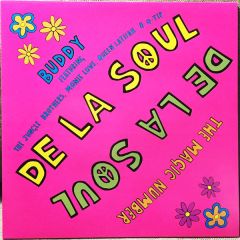 BUDDY
FEATURING
THE JUNGLE BROTHERS, MONIE LOVE, QUEEN LATIFAH & Q-TIP
DE LA SOUL
DE LA SOUL
THE MAGIC NUMBER